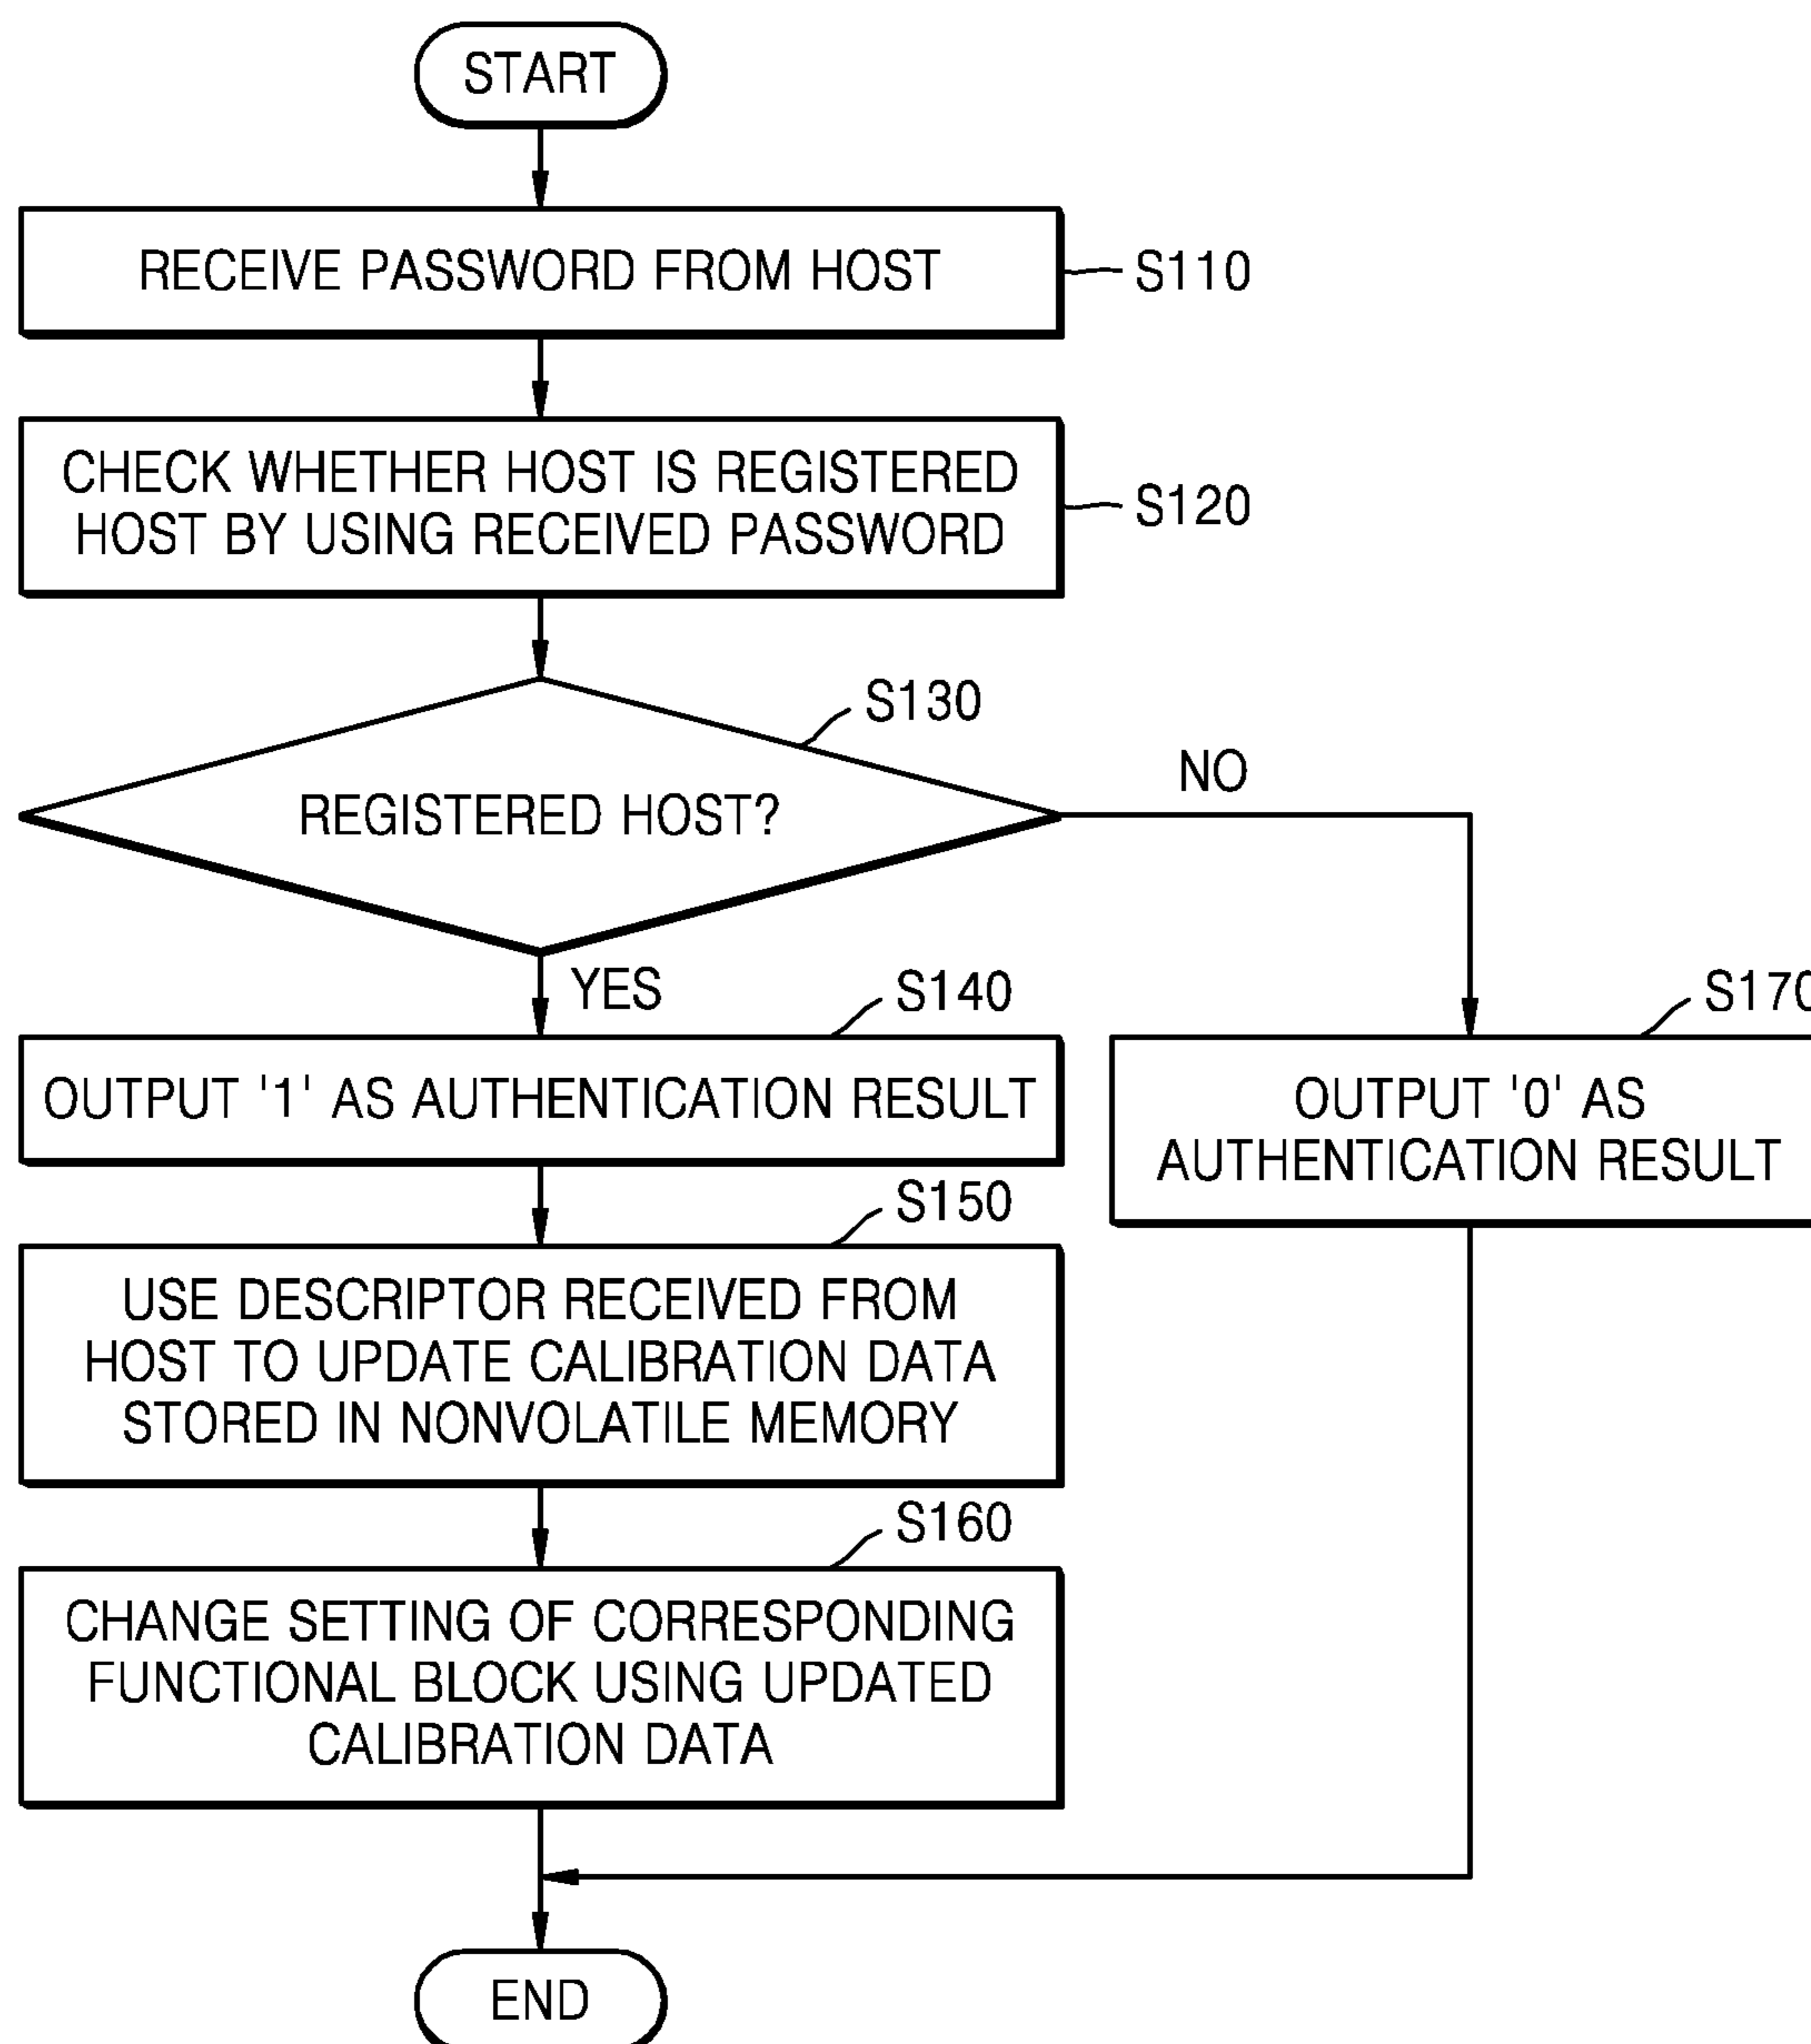 START
RECEIVE PASSWORD FROM HOST
S110
CHECK WHETHER HOST IS REGISTERED
HOST BY USING RECEIVED PASSWORD
S120
S130
REGISTERED HOST?
NO
YES
S140
OUTPUT '1' AS AUTHENTICATION RESULT
S170
OUTPUT '0' AS
AUTHENTICATION RESULT
S150
USE DESCRIPTOR RECEIVED FROM
HOST TO UPDATE CALIBRATION DATA
STORED IN NONVOLATILE MEMORY
S160
CHANGE SETTING OF CORRESPONDING
FUNCTIONAL BLOCK USING UPDATED
CALIBRATION DATA
END